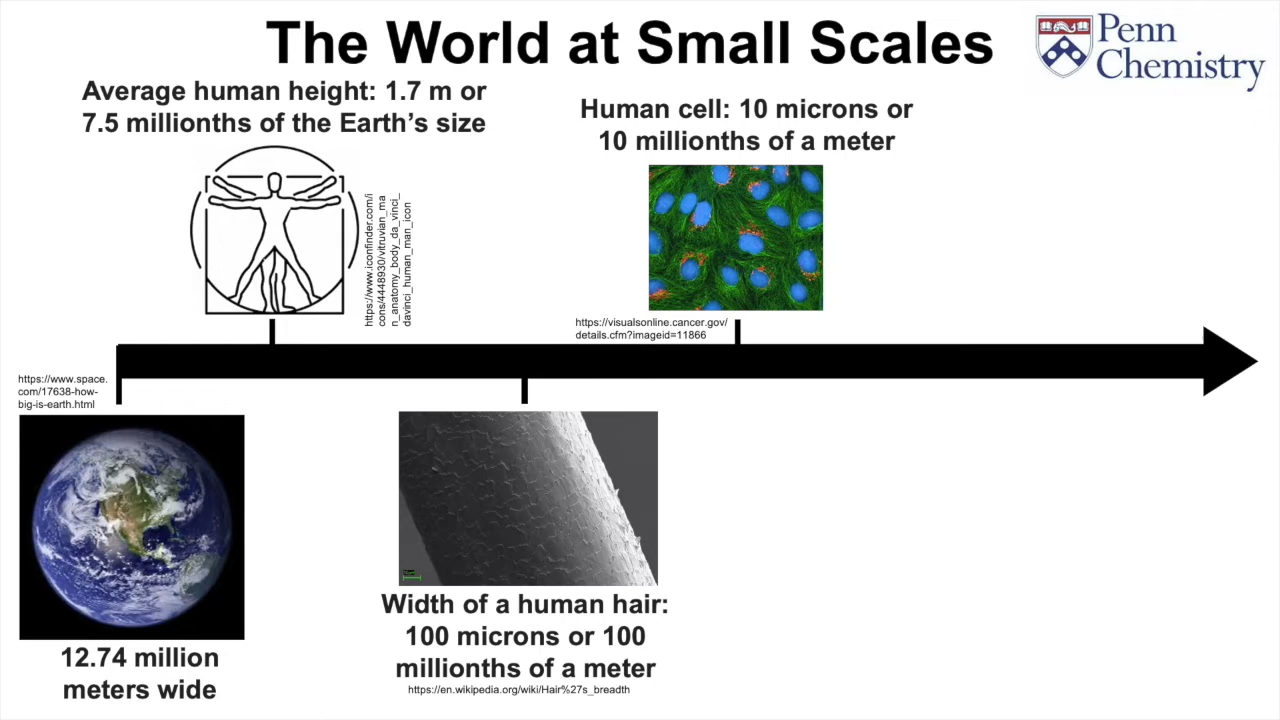 The World at Small Scales
Penn
Chemistry
Average human height: 1.7 m or
7.5 millionths of the Earth’s size
https://www.iconfinder.com/i
cons/4448930/vitruvian_ma
n_anatomy_body_da_vinci_
davinci_human_man_icon
Human cell: 10 microns or
10 millionths of a meter
https://visualsonline.cancer.gov/
details.cfm?imageid=11866
https://www.space.
com/17638-how-
big-is-earth.html
12.74 million
meters wide
Width of a human hair:
100 microns or 100
millionths of a meter
https://en.wikipedia.org/wiki/Hair%27s_breadth